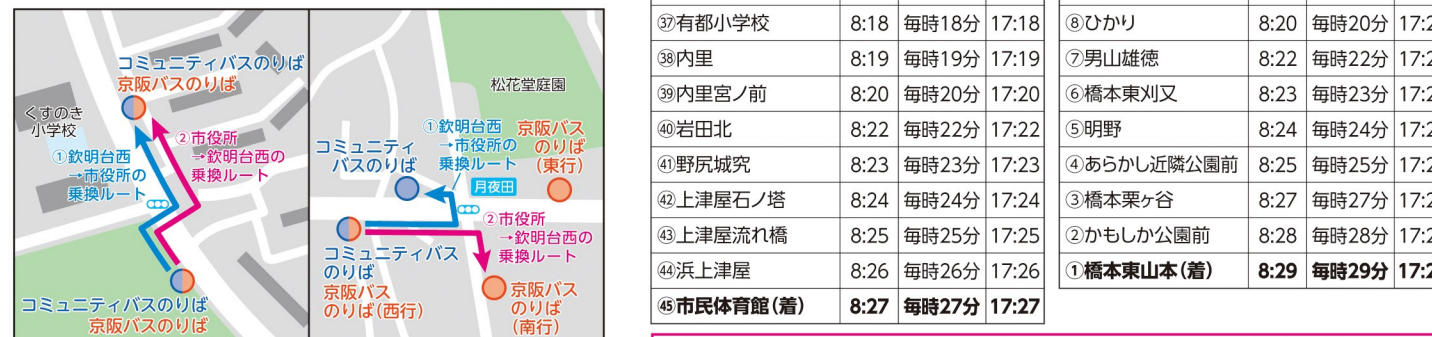 コミュニティバスのりば
京阪バスのりば
くすのき
小学校
①欽明台西
→市役所の
乗換ルート
②市役所
→欽明台西の
乗換ルート
コミュニティバスのりば
京阪バスのりば
松花堂庭園
コミュニティ
バスのりば
①欽明台西
→市役所の
乗換ルート
京阪バス
のりば
(東行)
月夜田
②市役所
→欽明台西の
乗換ルート
コミュニティバス
のりば
京阪バス
のりば(西行)
京阪バス
のりば
(南行)
㊲有都小学校 8:18 毎時18分 17:18
㊳内里 8:19 毎時19分 17:19
㊴内里宮ノ前 8:20 毎時20分 17:20
㊵岩田北 8:22 毎時22分 17:22
㊶野尻城究 8:23 毎時23分 17:23
㊷上津屋石ノ塔 8:24 毎時24分 17:24
㊸上津屋流れ橋 8:25 毎時25分 17:25
㊹浜上津屋 8:26 毎時26分 17:26
㊺市民体育館(着) 8:27 毎時27分 17:27
⑧ひかり 8:20 毎時20分
⑦男山雄徳 8:22 毎時22分
⑥橋本東刈又 8:23 毎時23分
⑤明野 8:24 毎時24分
④あらかし近隣公園前 8:25 毎時25分
③橋本栗ヶ谷 8:27 毎時27分
②かもしか公園前 8:28 毎時28分
①橋本東山本(着) 8:29 毎時29分